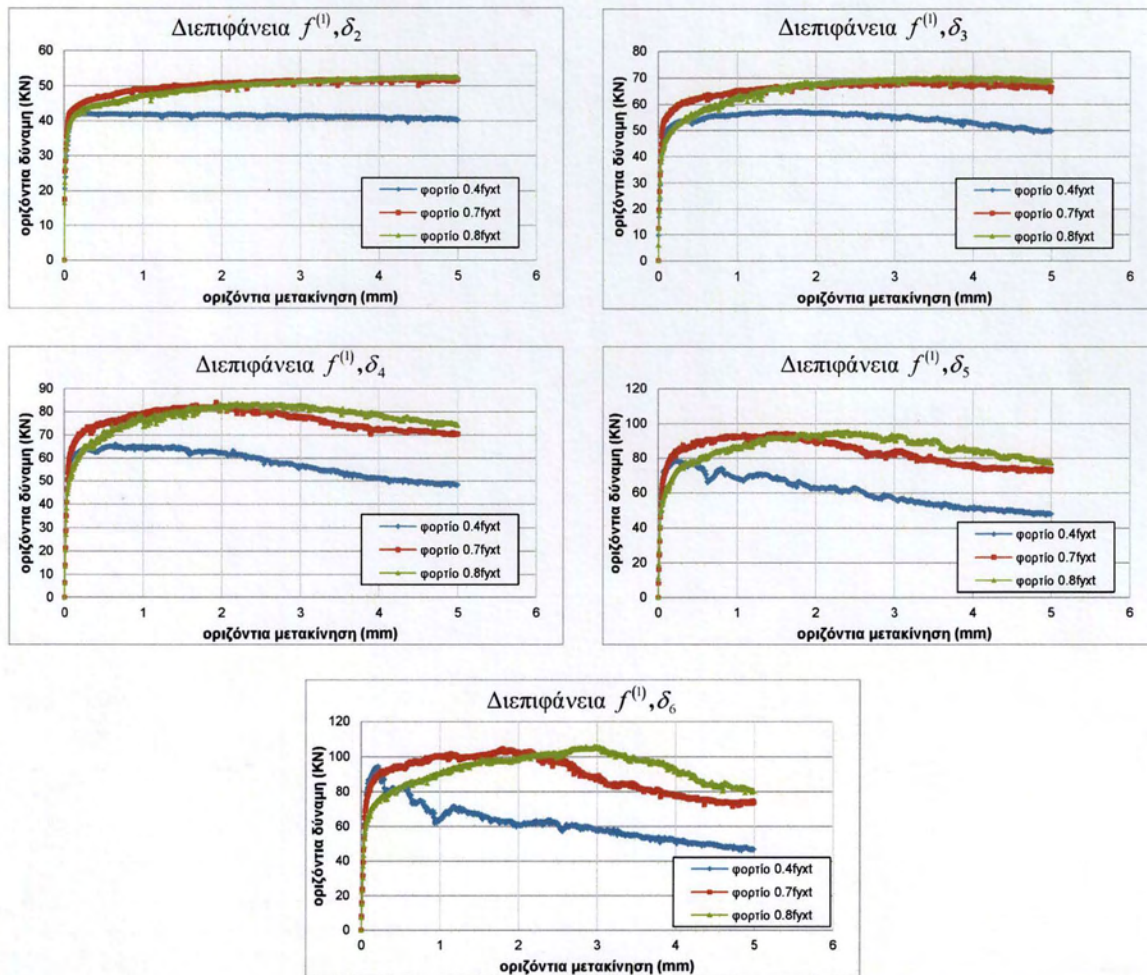 Διεπιφάνεια f⁽¹⁾,δ₂
οριζόντια δύναμη (KN)
60
50
40
30
20
10
0
φορτίο 0.4fyxt
φορτίο 0.7fyxt
φορτίο 0.8fyxt
0 1 2 3 4 5 6
οριζόντια μετακίνηση (mm)
Διεπιφάνεια f⁽¹⁾,δ₃
οριζόντια δύναμη (KN)
80
70
60
50
40
30
20
10
0
φορτίο 0.4fyxt
φορτίο 0.7fyxt
φορτίο 0.8fyxt
0 1 2 3 4 5 6
οριζόντια μετακίνηση (mm)
Διεπιφάνεια f⁽¹⁾,δ₄
οριζόντια δύναμη (KN)
90
80
70
60
50
40
30
20
10
0
φορτίο 0.4fyxt
φορτίο 0.7fyxt
φορτίο 0.8fyxt
0 1 2 3 4 5 6
οριζόντια μετακίνηση (mm)
Διεπιφάνεια f⁽¹⁾,δ₅
οριζόντια δύναμη (KN)
120
100
80
60
40
20
0
φορτίο 0.4fyxt
φορτίο 0.7fyxt
φορτίο 0.8fyxt
0 1 2 3 4 5 6
οριζόντια μετακίνηση (mm)
Διεπιφάνεια f⁽¹⁾,δ₆
οριζόντια δύναμη (KN)
120
100
80
60
40
20
0
φορτίο 0.4fyxt
φορτίο 0.7fyxt
φορτίο 0.8fyxt
0 1 2 3 4 5 6
οριζόντια μετακίνηση (mm)